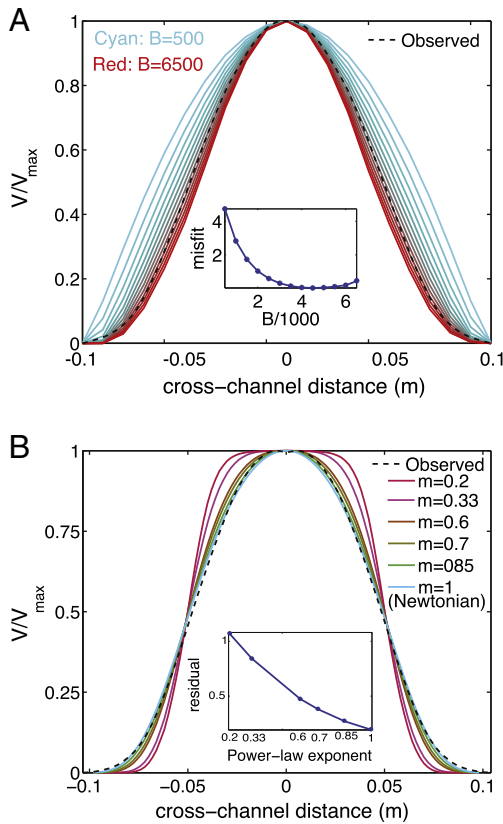 A
Cyan: B=500
Red: B=6500
Observed
1
0.8
0.6
0.4
0.2
0
V/Vmax
4
2
misfit
2 4 6
B/1000
-0.1 -0.05 0 0.05 0.1
cross-channel distance (m)
B
Observed
m=0.2
m=0.33
m=0.6
m=0.7
m=085
m=1
(Newtonian)
1
0.75
0.5
0.25
0
V/Vmax
1
0.5
residual
0.2 0.33 0.6 0.7 0.85 1
Power-law exponent
-0.1 -0.05 0 0.05 0.1
cross-channel distance (m)